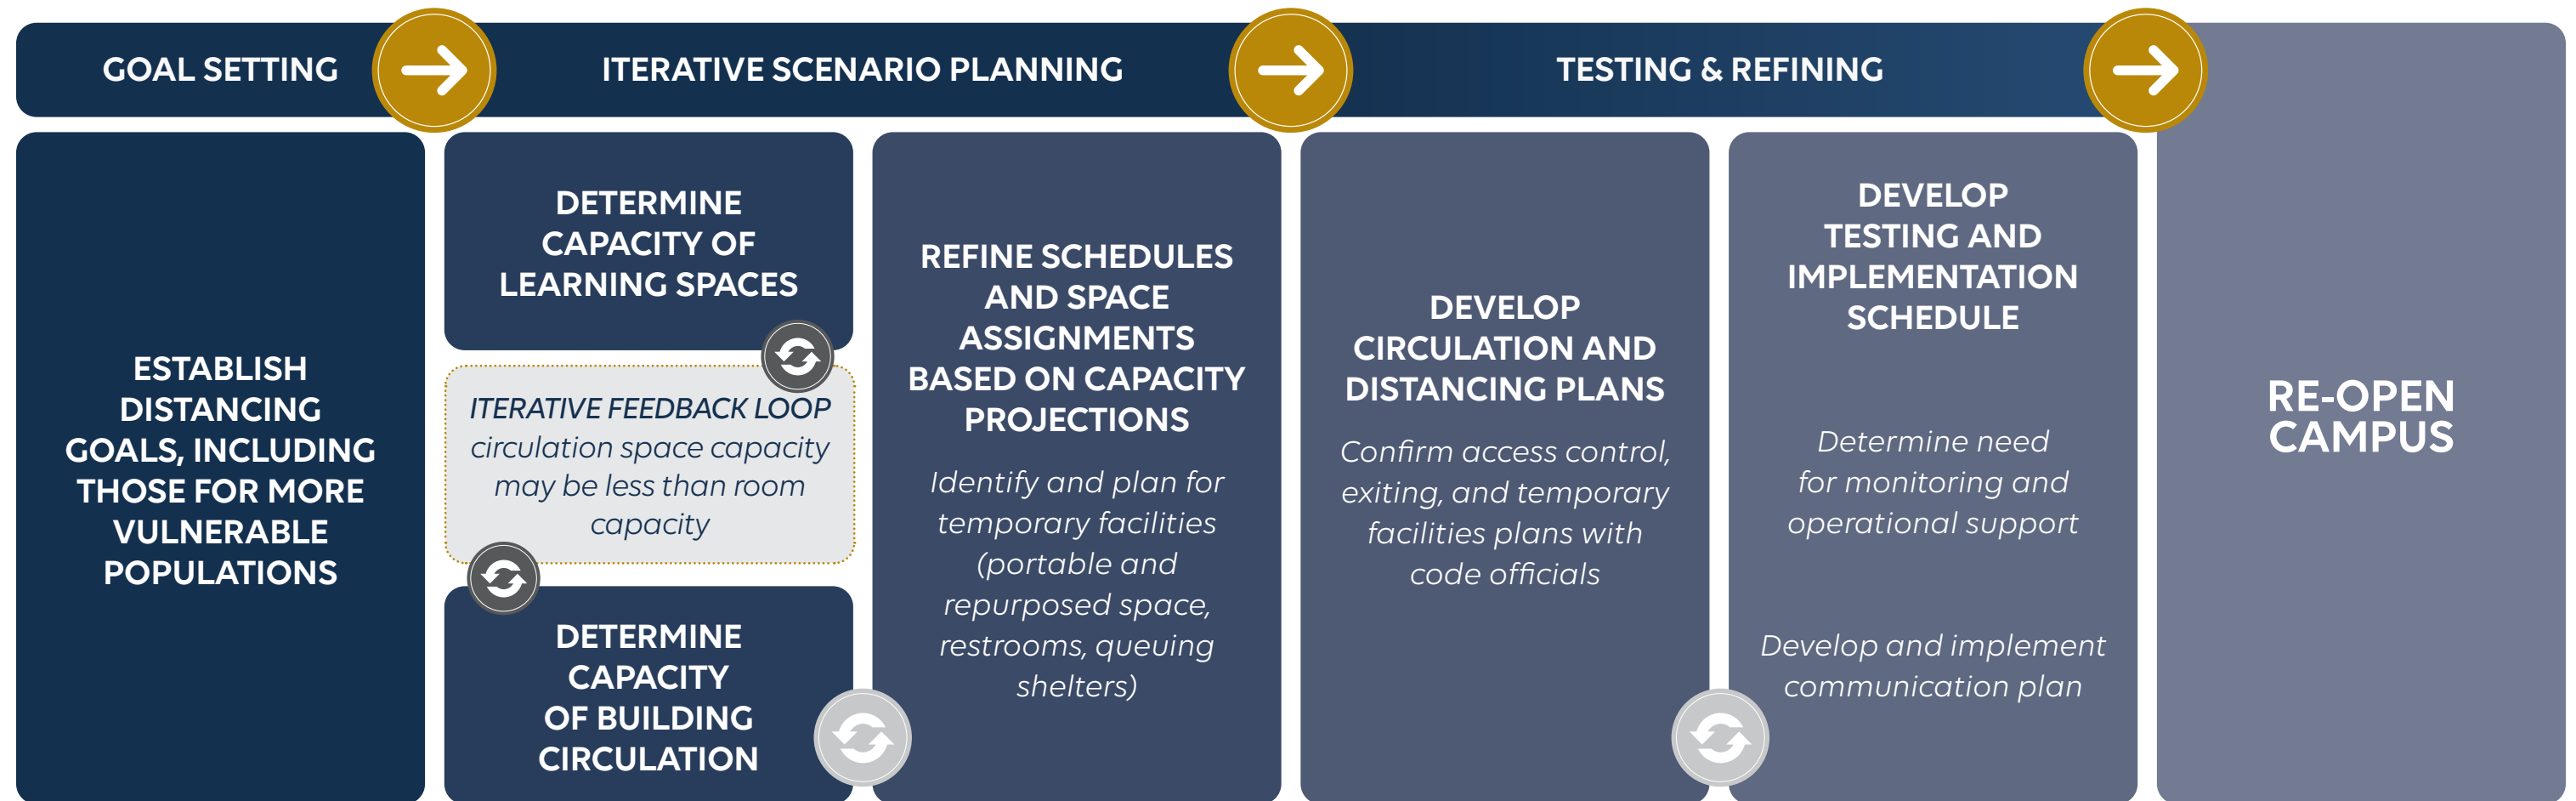 GOAL SETTING
ITERATIVE SCENARIO PLANNING
TESTING & REFINING
ESTABLISH
DISTANCING
GOALS, INCLUDING
THOSE FOR MORE
VULNERABLE
POPULATIONS
DETERMINE
CAPACITY OF
LEARNING SPACES
ITERATIVE FEEDBACK LOOP
circulation space capacity
may be less than room
capacity
DETERMINE
CAPACITY
OF BUILDING
CIRCULATION
REFINE SCHEDULES
AND SPACE
ASSIGNMENTS
BASED ON CAPACITY
PROJECTIONS
Identify and plan for
temporary facilities
(portable and
repurposed space,
restrooms, queuing
shelters)
DEVELOP
CIRCULATION AND
DISTANCING PLANS
Confirm access control,
exiting, and temporary
facilities plans with
code officials
DEVELOP
TESTING AND
IMPLEMENTATION
SCHEDULE
Determine need
for monitoring and
operational support
Develop and implement
communication plan
RE-OPEN
CAMPUS